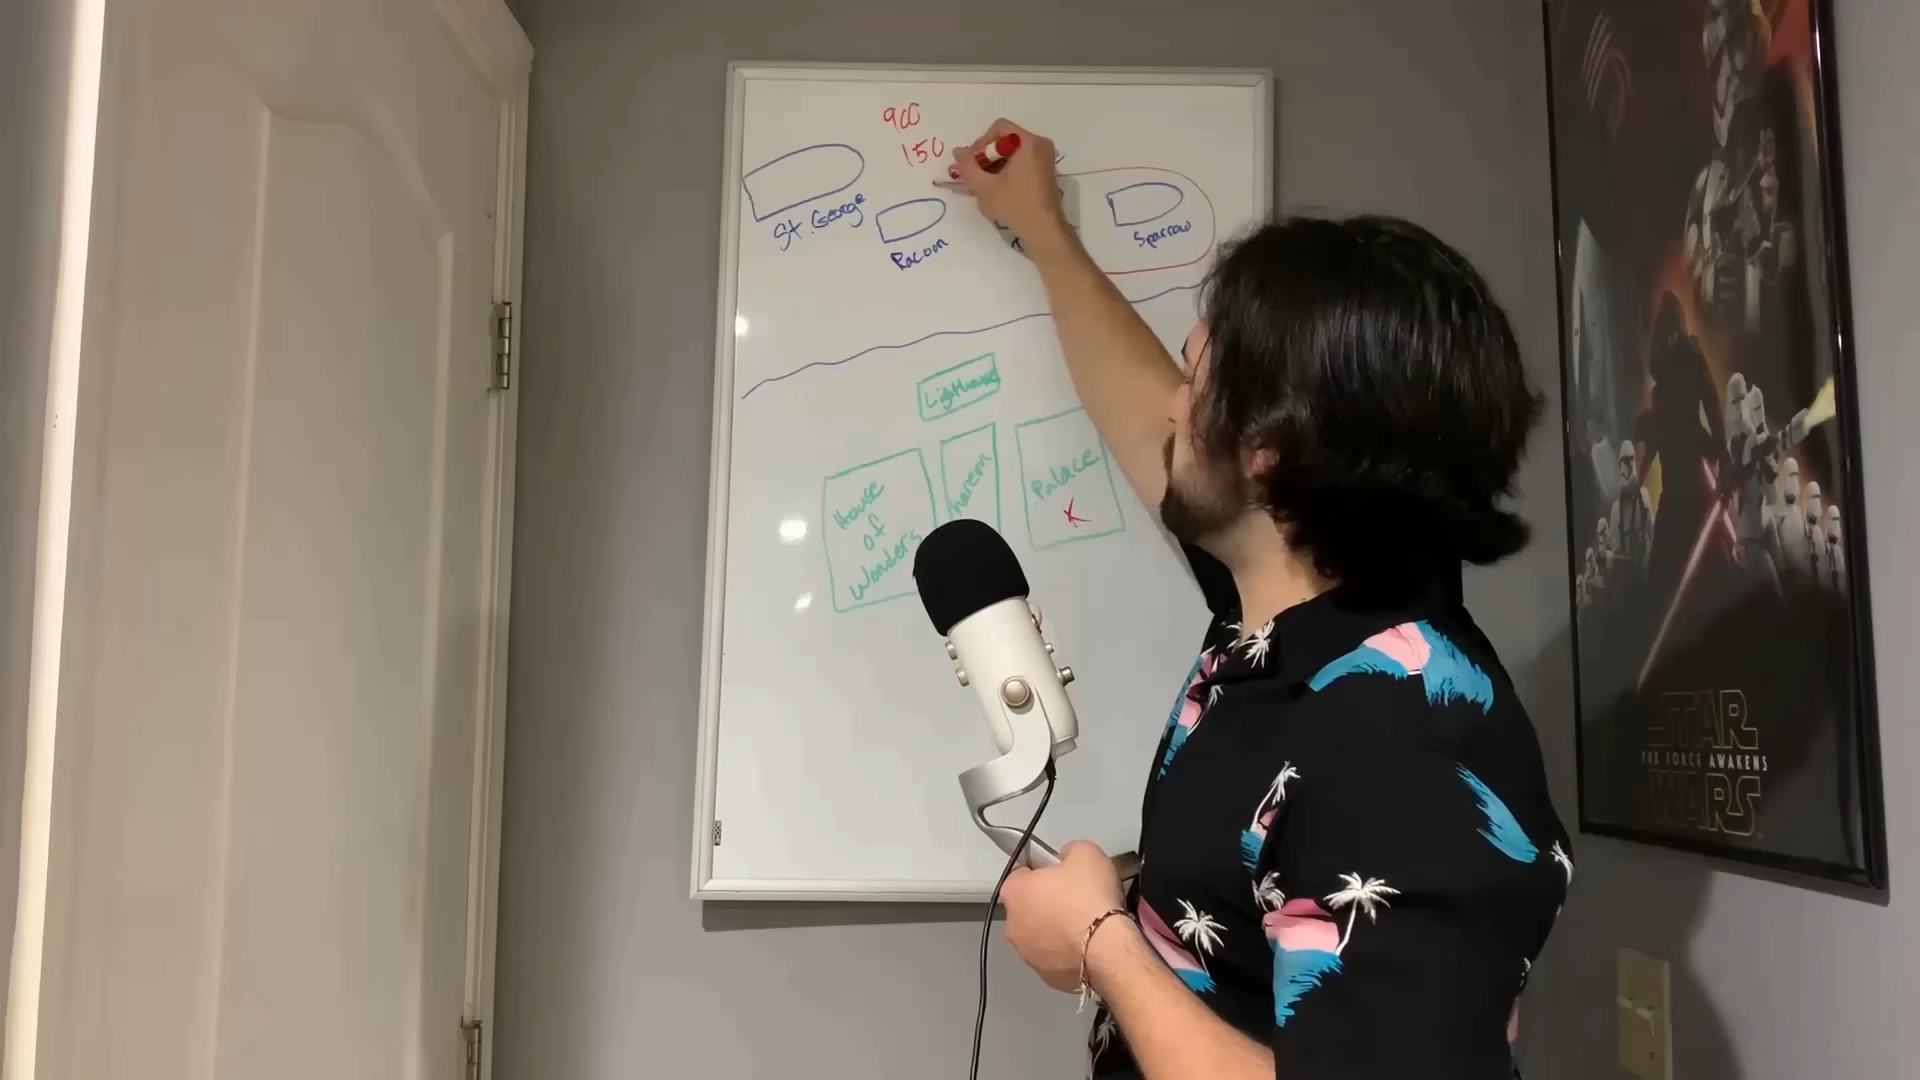 900
150
St. George
Racoon
Sparrow
Lighthouse
House
of
Wonders
harem
Palace
K
STAR
THE FORCE AWAKENS
WARS